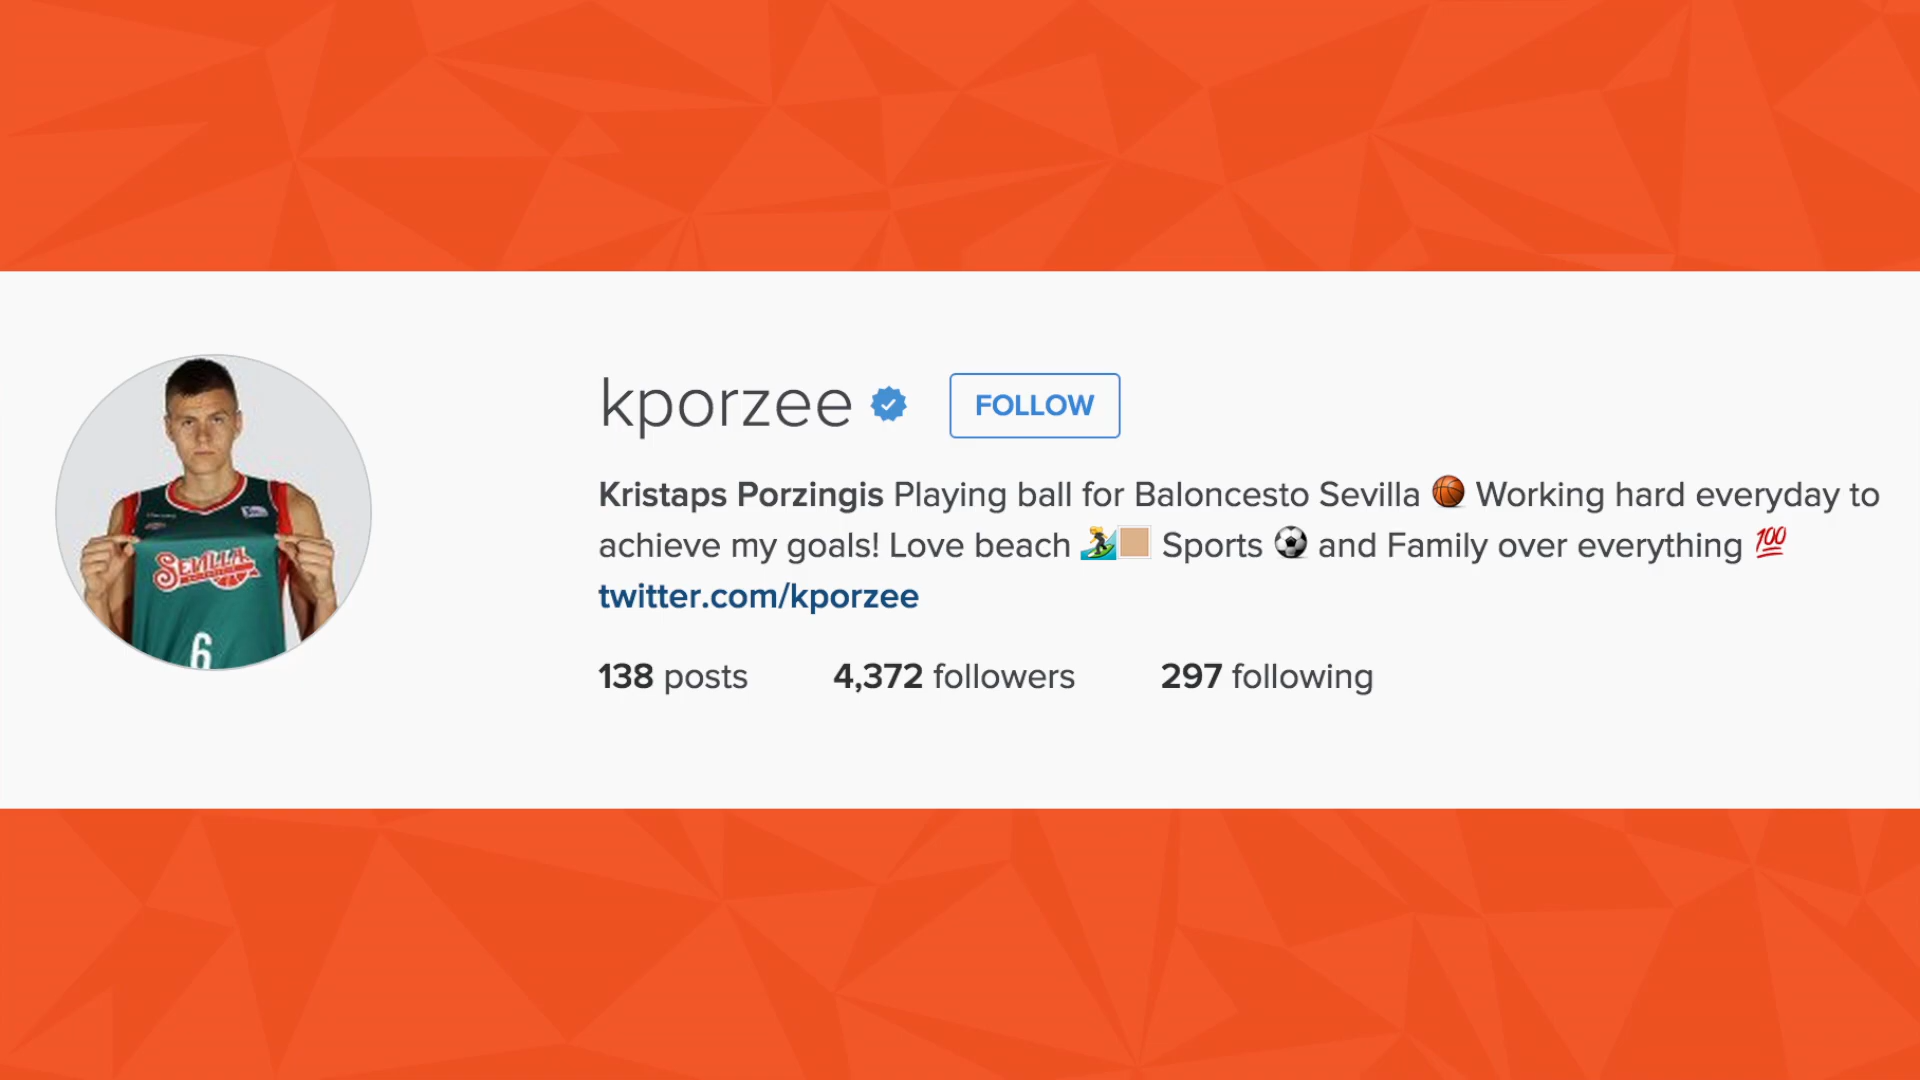 kporzee FOLLOW
Kristaps Porzingis Playing ball for Baloncesto Sevilla 🏀 Working hard everyday to
achieve my goals! Love beach 🏄🏼 Sports ⚽ and Family over everything 💯
twitter.com/kporzee
138 posts 4,372 followers 297 following
SEVILLA
6